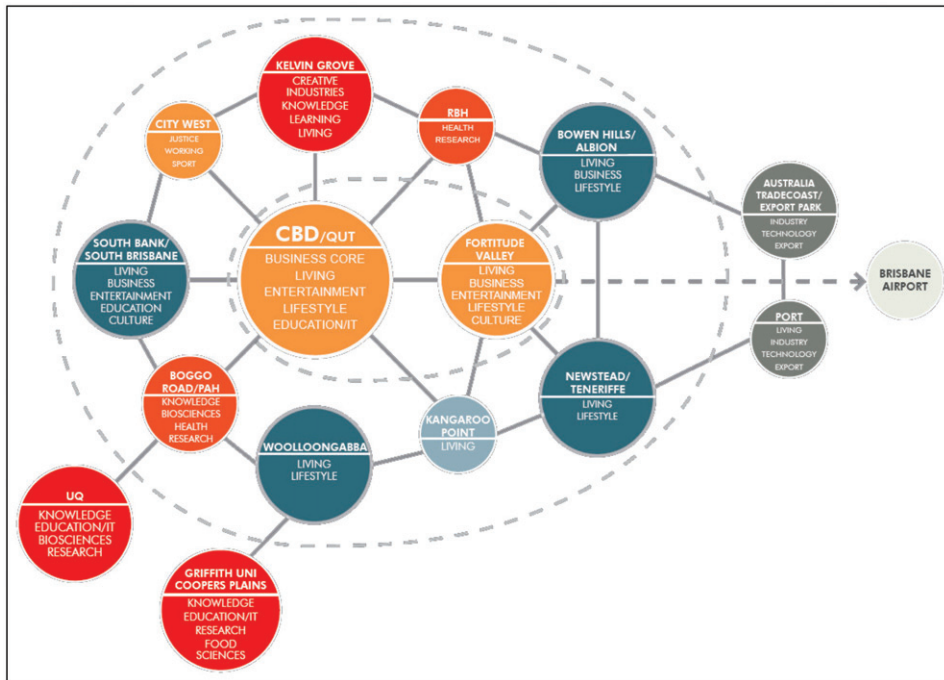 KELVIN GROVE
CREATIVE
INDUSTRIES
KNOWLEDGE
LEARNING
LIVING
CITY WEST
JUSTICE
WORKING
SPORT
RBH
HEALTH
RESEARCH
BOWEN HILLS/
ALBION
LIVING
BUSINESS
LIFESTYLE
AUSTRALIA
TRADECOAST/
EXPORT PARK
INDUSTRY
TECHNOLOGY
EXPORT
SOUTH BANK/
SOUTH BRISBANE
LIVING
BUSINESS
ENTERTAINMENT
EDUCATION
CULTURE
CBD/QUT
BUSINESS CORE
LIVING
ENTERTAINMENT
LIFESTYLE
EDUCATION/IT
FORTITUDE
VALLEY
LIVING
BUSINESS
ENTERTAINMENT
LIFESTYLE
CULTURE
BRISBANE
AIRPORT
PORT
LIVING
INDUSTRY
TECHNOLOGY
EXPORT
BOGGO
ROAD/PAH
KNOWLEDGE
BIOSCIENCES
HEALTH
RESEARCH
WOOLLOONGABBA
LIVING
LIFESTYLE
KANGAROO
POINT
LIVING
NEWSTEAD/
TENERIFFE
LIVING
LIFESTYLE
UQ
KNOWLEDGE
EDUCATION/IT
BIOSCIENCES
RESEARCH
GRIFFITH UNI
COOPERS PLAINS
KNOWLEDGE
EDUCATION/IT
RESEARCH
FOOD
SCIENCES